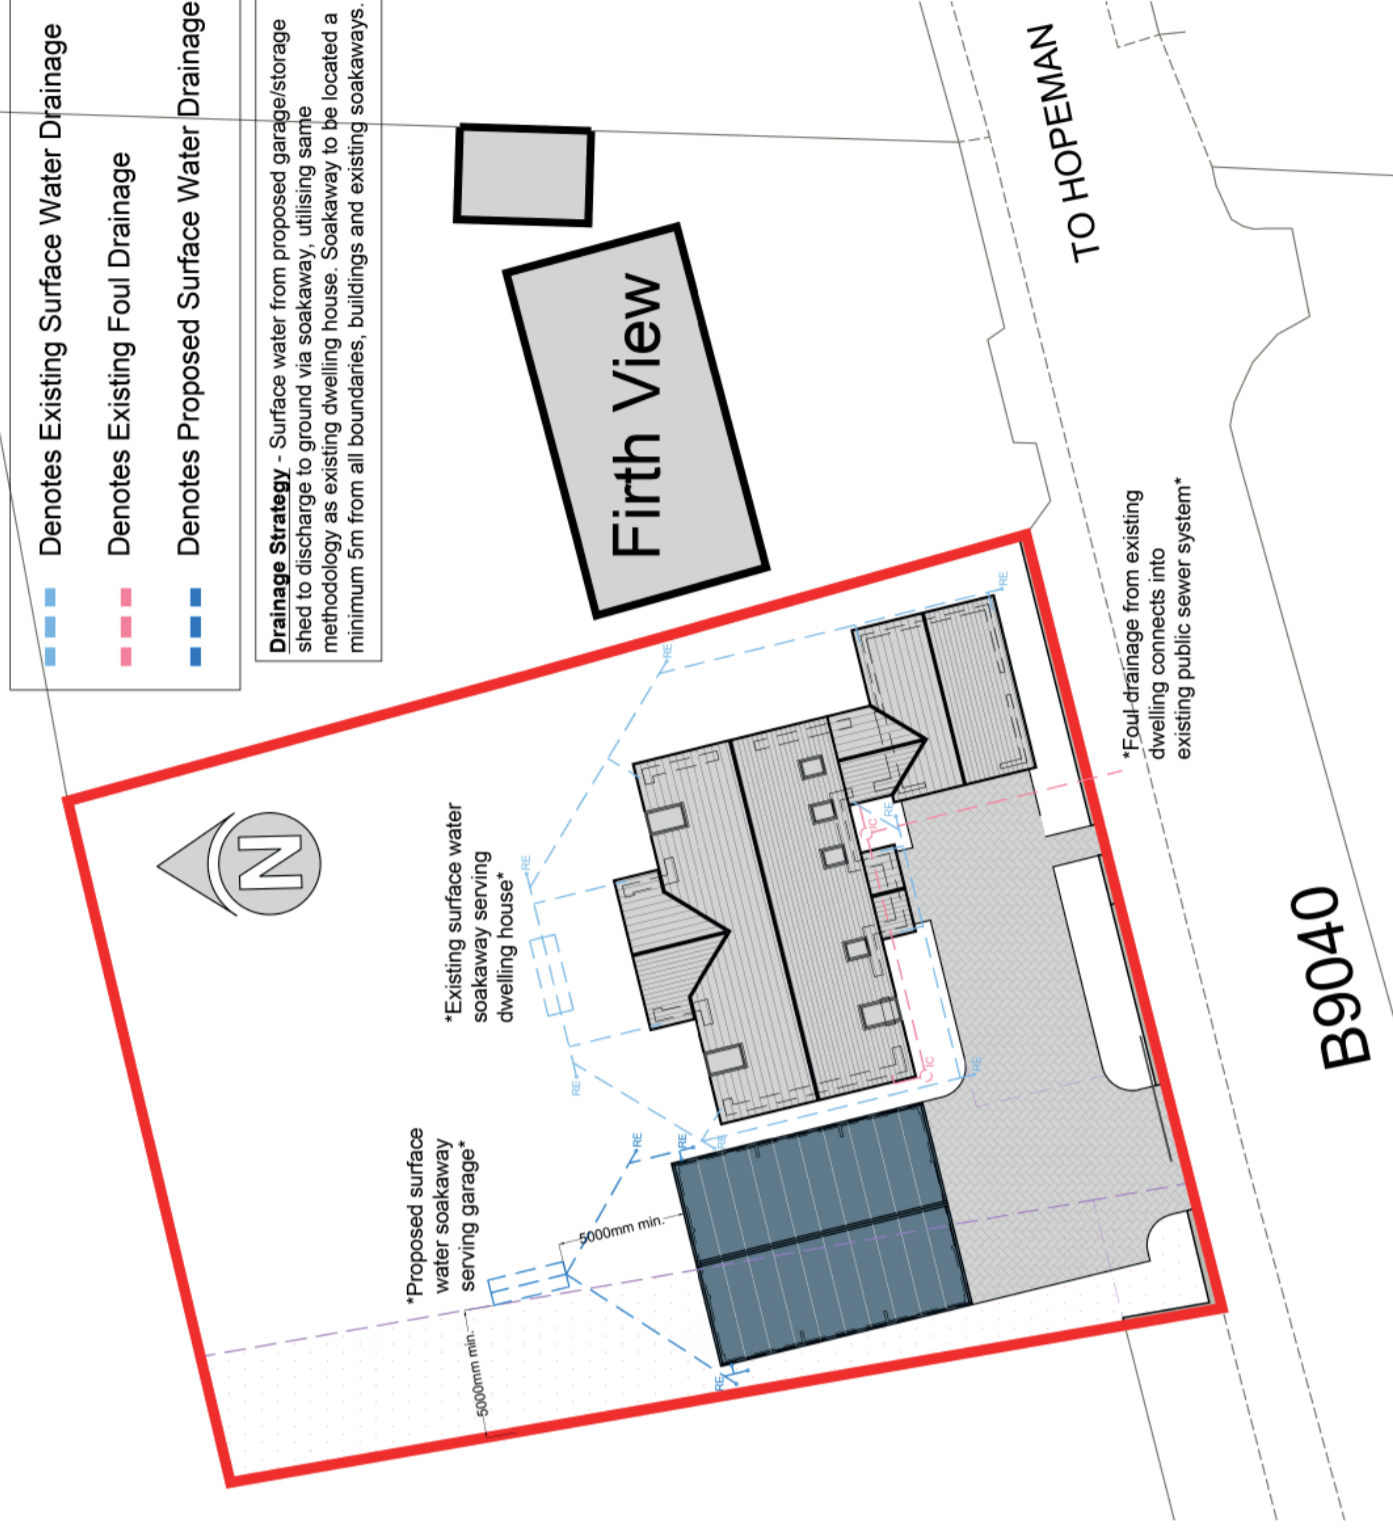 Denotes Existing Surface Water Drainage
Denotes Existing Foul Drainage
Denotes Proposed Surface Water Drainage
Drainage Strategy - Surface water from proposed garage/storage
shed to discharge to ground via soakaway, utilising same
methodology as existing dwelling house. Soakaway to be located a
minimum 5m from all boundaries, buildings and existing soakaways.
Firth View
TO HOPEMAN
B9040
*Foul drainage from existing
dwelling connects into
existing public sewer system*
N
*Existing surface water
soakaway serving
dwelling house*
*Proposed surface
water soakaway
serving garage*
5000mm min.
5000mm min.
RE
RE
RE
RE
RE
RE
RE
RE
RE
RE
IC
IC